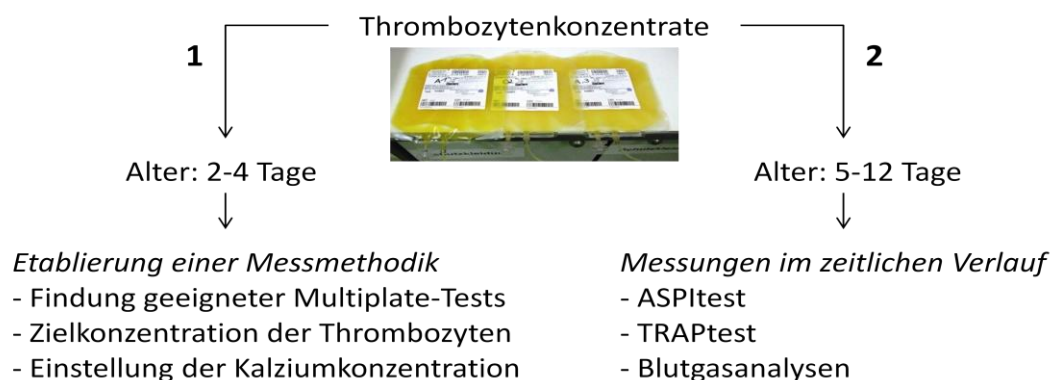 Thrombozytenkonzentrate
1
2
Alter: 2-4 Tage
Alter: 5-12 Tage
Etablierung einer Messmethodik
- Findung geeigneter Multiplate-Tests
- Zielkonzentration der Thrombozyten
- Einstellung der Kalziumkonzentration
Messungen im zeitlichen Verlauf
- ASPItest
- TRAPtest
- Blutgasanalysen